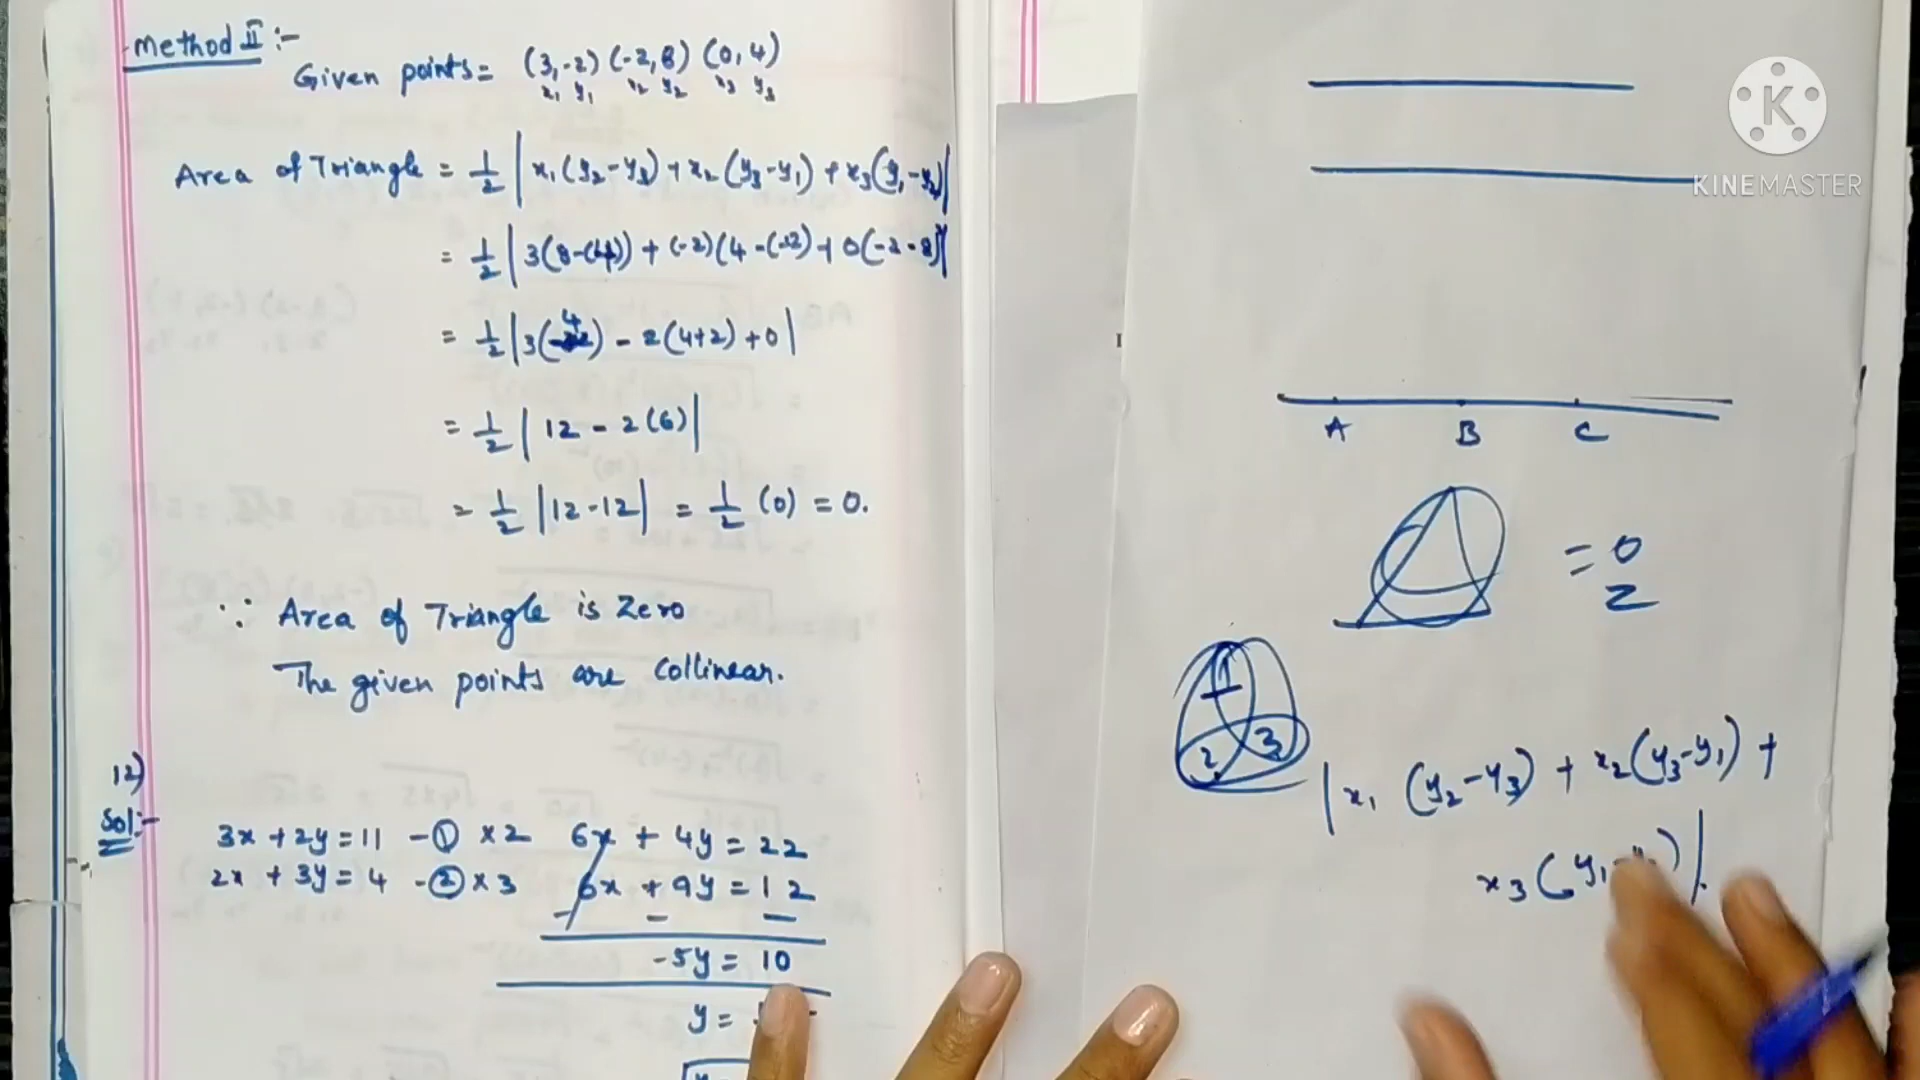 Method II :-
Given points = (3,-2) (-2,8) (0,4)
x₁ y₁ x₂ y₂ x₃ y₃
Area of Triangle = 1/2 | x₁(y₂-y₃) + x₂(y₃-y₁) + x₃(y₁-y₂)|
= 1/2 | 3(8-(4)) + (-2)(4-(-2) + 0(-2-8)|
= 1/2 | 3(4) - 2(4+2) + 0|
= 1/2 | 12 - 2(6)|
= 1/2 |12-12| = 1/2 (0) = 0.
∵ Area of Triangle is Zero
The given points are collinear.
12)
Sol:-
3x + 2y = 11 - ① ×2 6x + 4y = 22
2x + 3y = 4 - ② ×3 6x + 9y = 12
- - -
-5y = 10
y =
KINEMASTER
A B C
= 0
1
2 3
| x₁ (y₂-y₃) + x₂(y₃-y₁) +
x₃ (y₁- )|.